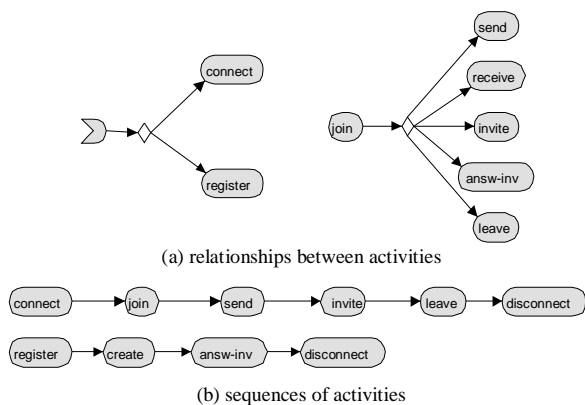 send
connect
receive
join
invite
answ-inv
register
leave
(a) relationships between activities
connect join send invite leave disconnect
register create answ-inv disconnect
(b) sequences of activities